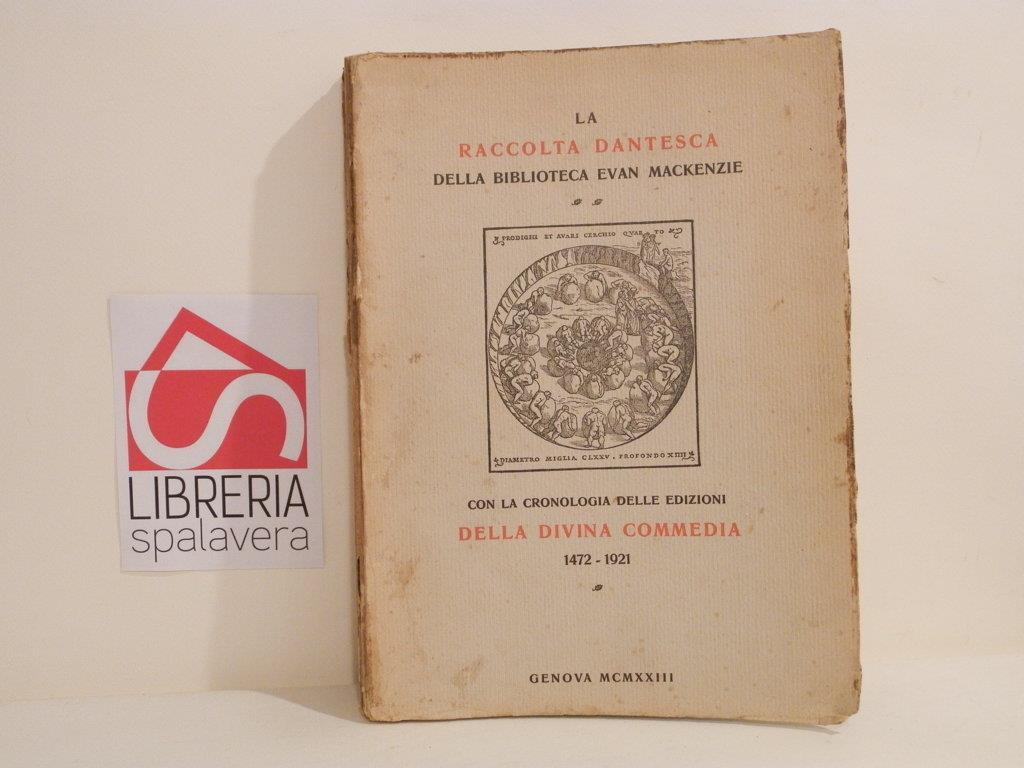 LA
RACCOLTA DANTESCA
DELLA BIBLIOTECA EVAN MACKENZIE
PRODIGHI ET AVARI CERCHIO QVARTO
DIAMETRO MIGLIA CLXXV. PROFONDO XIIII
CON LA CRONOLOGIA DELLE EDIZIONI
DELLA DIVINA COMMEDIA
1472 - 1921
GENOVA MCMXXIII
LIBRERIA
spalavera